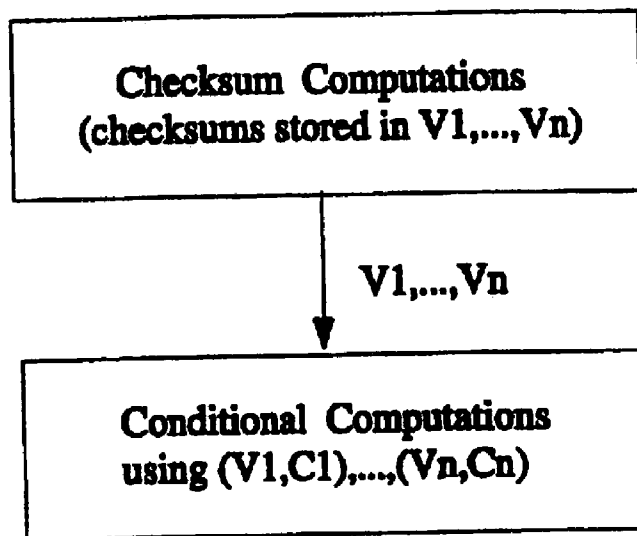 Checksum Computations
(checksums stored in V1,...,Vn)
V1,...,Vn
Conditional Computations
using (V1,C1),...,(Vn,Cn)